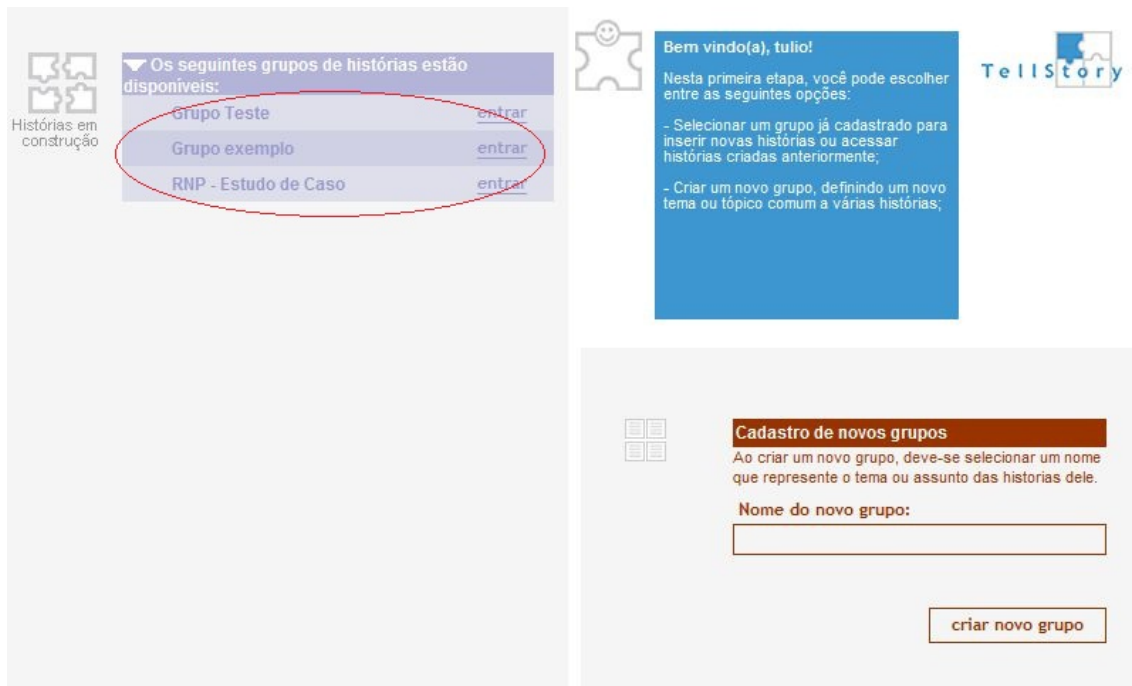 Histórias em
construção
Os seguintes grupos de histórias estão
disponíveis:
Grupo Teste entrar
Grupo exemplo entrar
RNP - Estudo de Caso entrar
Bem vindo(a), tulio!
Nesta primeira etapa, você pode escolher
entre as seguintes opções:
- Selecionar um grupo já cadastrado para
inserir novas histórias ou acessar
histórias criadas anteriormente;
- Criar um novo grupo, definindo um novo
tema ou tópico comum a várias histórias;
TellStory
Cadastro de novos grupos
Ao criar um novo grupo, deve-se selecionar um nome
que represente o tema ou assunto das historias dele.
Nome do novo grupo:
criar novo grupo